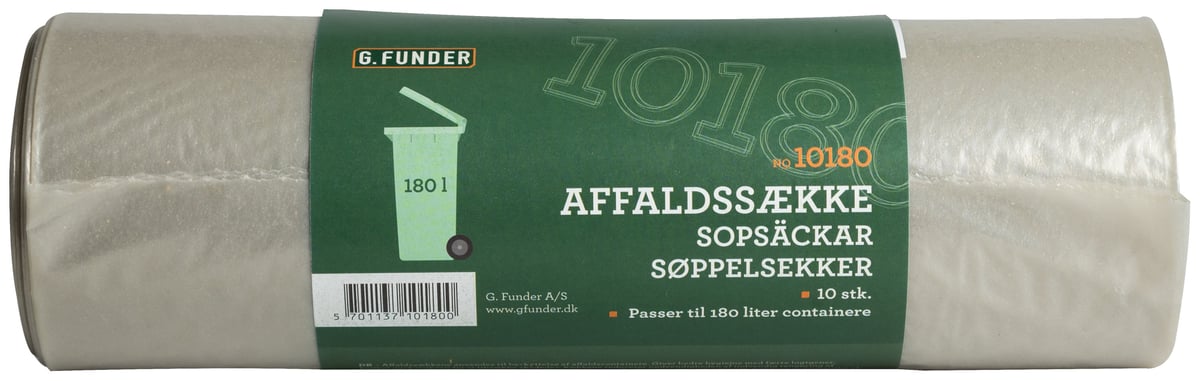 G. FUNDER
10180
NO 10180
180 l
AFFALDSSÆKKE
SOPSÄCKAR
SØPPELSEKKER
10 stk.
Passer til 180 liter containere
G. Funder A/S
www.gfunder.dk
5 701137 101800